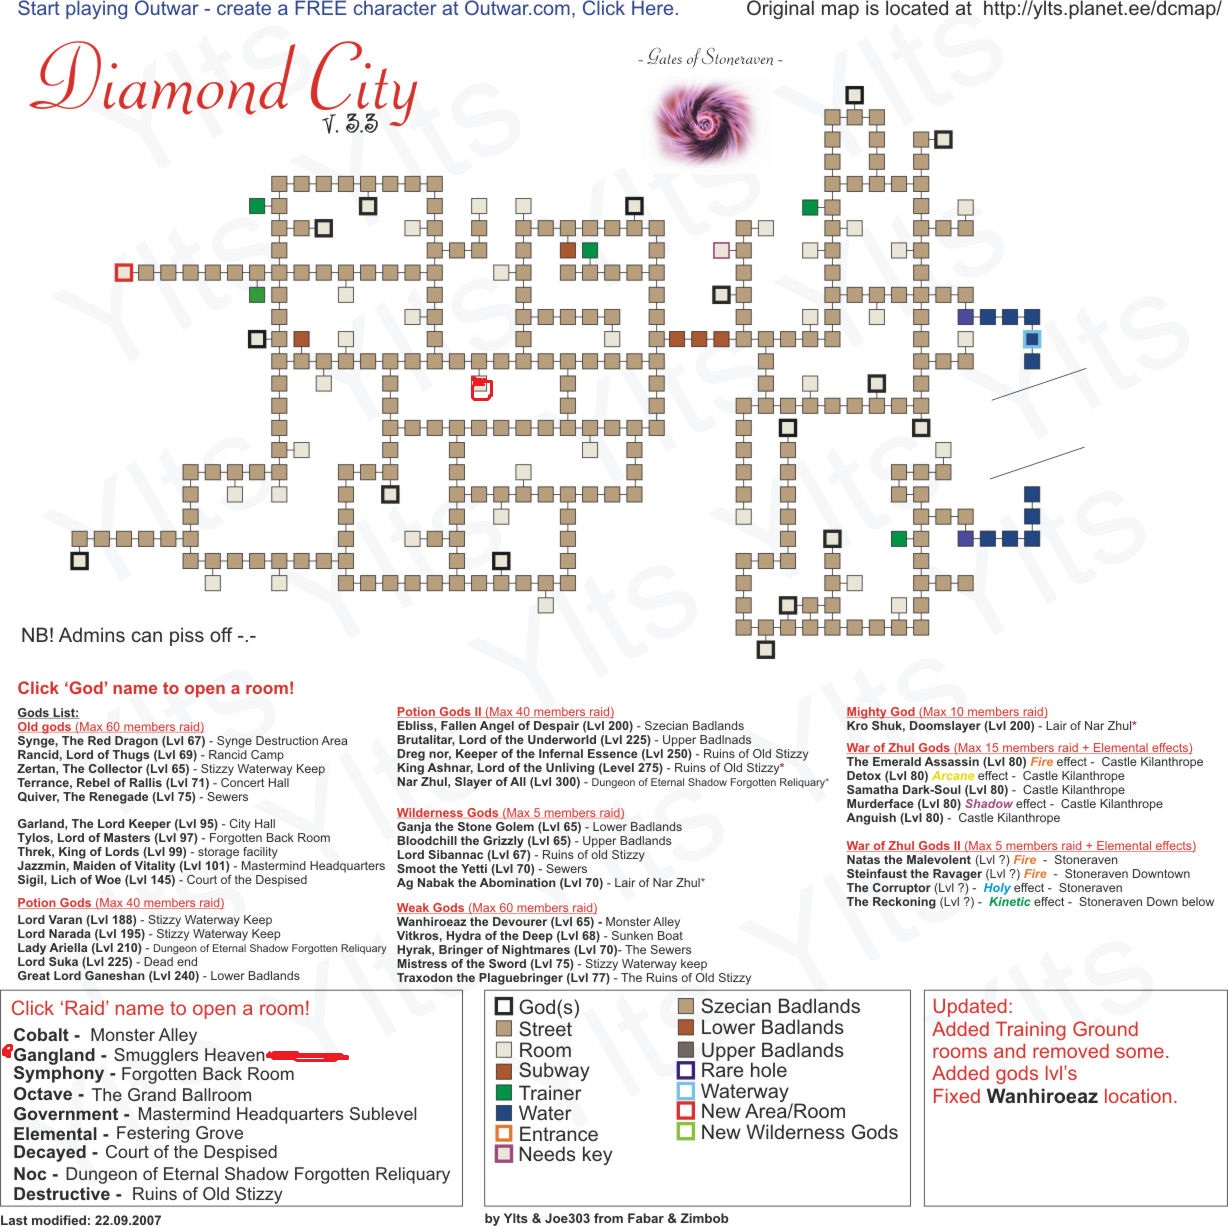 Start playing Outwar - create a FREE character at Outwar.com, Click Here.
Original map is located at http://ylts.planet.ee/dcmap/
Diamond City
V. 3.3
- Gates of Stoneraven -
NB! Admins can piss off -.-
Click ‘God’ name to open a room!
Gods List:
Old gods (Max 60 members raid)
Synge, The Red Dragon (Lvl 67) - Synge Destruction Area
Rancid, Lord of Thugs (Lvl 69) - Rancid Camp
Zertan, The Collector (Lvl 65) - Stizzy Waterway Keep
Terrance, Rebel of Rallis (Lvl 71) - Concert Hall
Quiver, The Renegade (Lvl 75) - Sewers
Garland, The Lord Keeper (Lvl 95) - City Hall
Tylos, Lord of Masters (Lvl 97) - Forgotten Back Room
Threk, King of Lords (Lvl 99) - storage facility
Jazzmin, Maiden of Vitality (Lvl 101) - Mastermind Headquarters
Sigil, Lich of Woe (Lvl 145) - Court of the Despised
Potion Gods (Max 40 members raid)
Lord Varan (Lvl 188) - Stizzy Waterway Keep
Lord Narada (Lvl 195) - Stizzy Waterway Keep
Lady Ariella (Lvl 210) - Dungeon of Eternal Shadow Forgotten Reliquary
Lord Suka (Lvl 225) - Dead end
Great Lord Ganeshan (Lvl 240) - Lower Badlands
Potion Gods II (Max 40 members raid)
Ebliss, Fallen Angel of Despair (Lvl 200) - Szecian Badlands
Brutalitar, Lord of the Underworld (Lvl 225) - Upper Badlnads
Dreg nor, Keeper of the Infernal Essence (Lvl 250) - Ruins of Old Stizzy
King Ashnar, Lord of the Unliving (Level 275) - Ruins of Old Stizzy*
Nar Zhul, Slayer of All (Lvl 300) - Dungeon of Eternal Shadow Forgotten Reliquary*
Wilderness Gods (Max 5 members raid)
Ganja the Stone Golem (Lvl 65) - Lower Badlands
Bloodchill the Grizzly (Lvl 65) - Upper Badlands
Lord Sibannac (Lvl 67) - Ruins of old Stizzy
Smoot the Yetti (Lvl 70) - Sewers
Ag Nabak the Abomination (Lvl 70) - Lair of Nar Zhul*
Weak Gods (Max 60 members raid)
Wanhiroeaz the Devourer (Lvl 65) - Monster Alley
Vitkros, Hydra of the Deep (Lvl 68) - Sunken Boat
Hyrak, Bringer of Nightmares (Lvl 70)- The Sewers
Mistress of the Sword (Lvl 75) - Stizzy Waterway keep
Traxodon the Plaguebringer (Lvl 77) - The Ruins of Old Stizzy
Mighty God (Max 10 members raid)
Kro Shuk, Doomslayer (Lvl 200) - Lair of Nar Zhul*
War of Zhul Gods (Max 15 members raid + Elemental effects)
The Emerald Assassin (Lvl 80) Fire effect - Castle Kilanthrope
Detox (Lvl 80) Arcane effect - Castle Kilanthrope
Samatha Dark-Soul (Lvl 80) - Castle Kilanthrope
Murderface (Lvl 80) Shadow effect - Castle Kilanthrope
Anguish (Lvl 80) - Castle Kilanthrope
War of Zhul Gods II (Max 5 members raid + Elemental effects)
Natas the Malevolent (Lvl ?) Fire - Stoneraven
Steinfaust the Ravager (Lvl ?) Fire - Stoneraven Downtown
The Corruptor (Lvl ?) - Holy effect - Stoneraven
The Reckoning (Lvl ?) - Kinetic effect - Stoneraven Down below
Click ‘Raid’ name to open a room!
Cobalt - Monster Alley
Gangland - Smugglers Heaven
Symphony - Forgotten Back Room
Octave - The Grand Ballroom
Government - Mastermind Headquarters Sublevel
Elemental - Festering Grove
Decayed - Court of the Despised
Noc - Dungeon of Eternal Shadow Forgotten Reliquary
Destructive - Ruins of Old Stizzy
God(s)
Street
Room
Subway
Trainer
Water
Entrance
Needs key
Szecian Badlands
Lower Badlands
Upper Badlands
Rare hole
Waterway
New Area/Room
New Wilderness Gods
Updated:
Added Training Ground
rooms and removed some.
Added gods lvl's
Fixed Wanhiroeaz location.
Last modified: 22.09.2007
by Ylts & Joe303 from Fabar & Zimbob